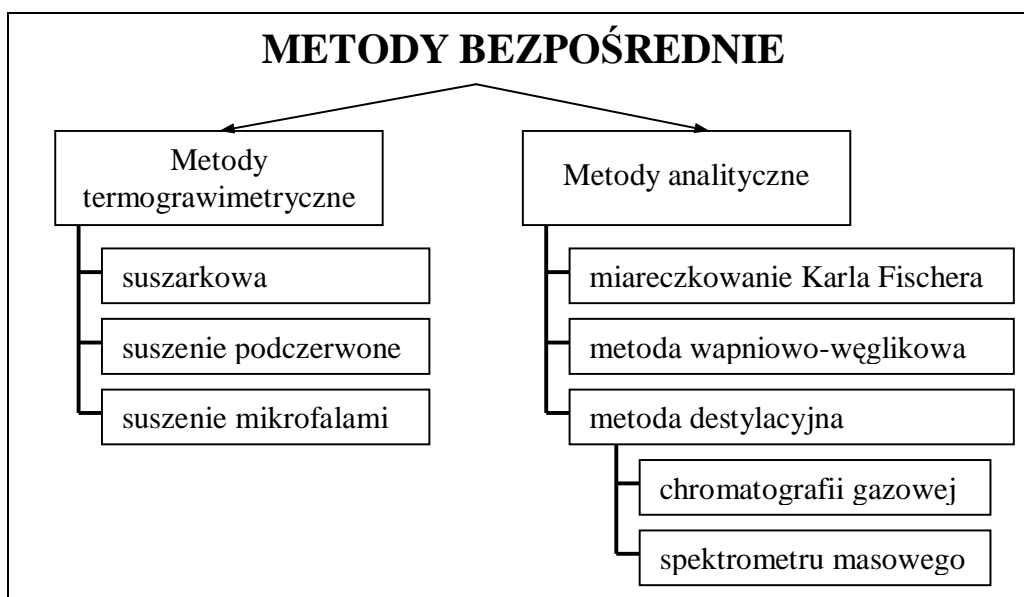 METODY BEZPOŚREDNIE
Metody
termograwimetryczne
suszarkowa
suszenie podczerwone
suszenie mikrofalami
Metody analityczne
miareczkowanie Karla Fischera
metoda wapniowo-węglikowa
metoda destylacyjna
chromatografii gazowej
spektrometru masowego